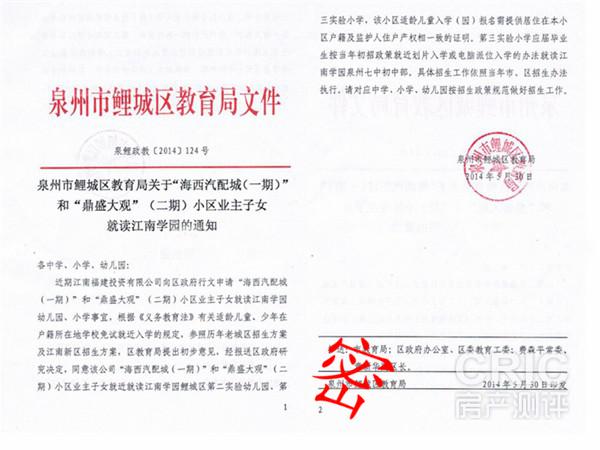 泉州市鲤城区教育局文件
泉鲤政教〔2014〕124号
泉州市鲤城区教育局关于“海西汽配城(一期)”
和“鼎盛大观”(二期)小区业主子女
就读江南学园的通知
各中学、小学、幼儿园:
近期江南福建投资有限公司向区政府行文申请“海西汽配城
(一期)”和“鼎盛大观”(二期)小区业主子女就读江南学园
幼儿园、小学事宜,根据《义务教育法》有关适龄儿童、少年在
户籍所在地学校免试就近入学的规定,参照历年老城区招生方案
及江南新区招生方案,区教育局提出初步意见,经报送区政府研
究决定,同意该公司“海西汽配城(一期)”和“鼎盛大观”(二
期)小区业主子女就近就读江南学园鲤城区第二实验幼儿园、第
1
三实验小学,该小区适龄儿童入学(园)报名需提供居住在本小
区户籍及监护人住户产权相一致的证明。第三实验小学应届毕业
生按当年初招政策就近划片入学或电脑派位入学的办法就读江
南学园泉州七中初中部,具体招生工作依照当年市、区招生办法
执行。请对应中学、小学、幼儿园按招生政策规范做好招生工作。
泉州市鲤城区教育局
2014年5月30日
教育局;区政府办公室、区委教育工委;费森平常委,
区长。
泉州市鲤城区教育局
2014年5月30日印发
2
密
CRIC
房产测评